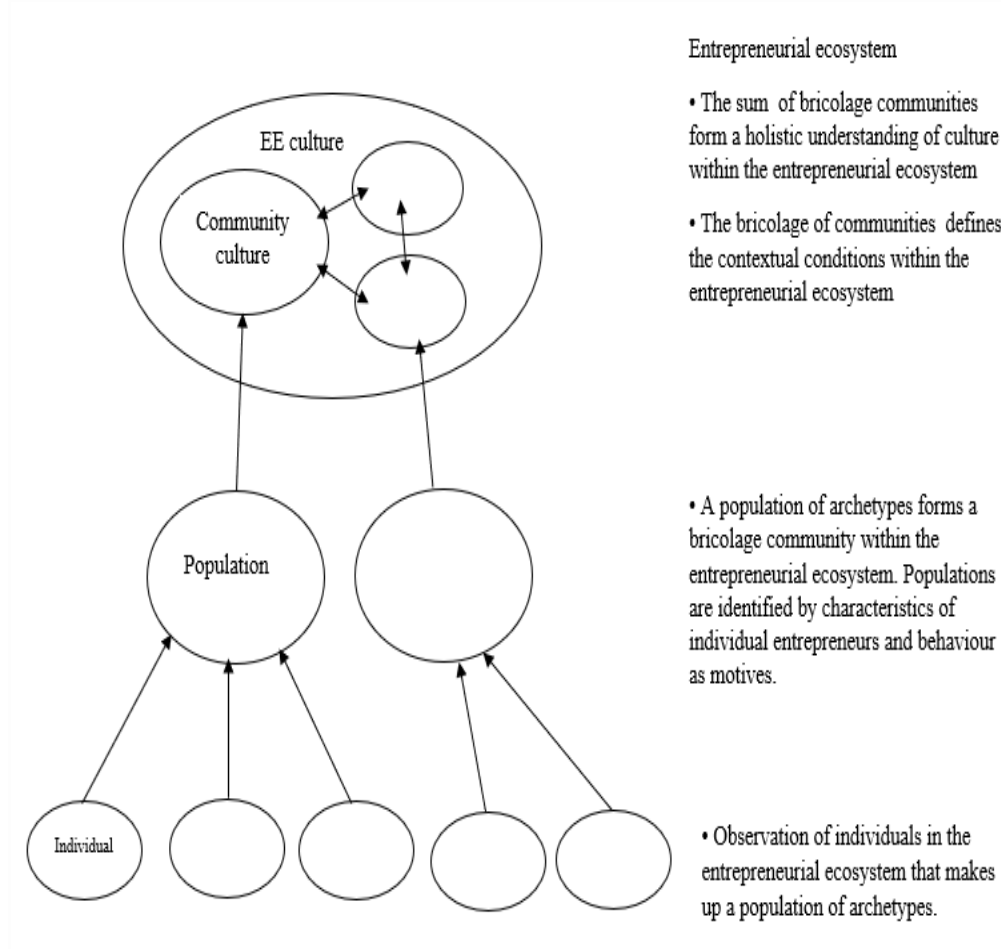 Entrepreneurial ecosystem
• The sum of bricolage communities
form a holistic understanding of culture
within the entrepreneurial ecosystem
• The bricolage of communities defines
the contextual conditions within the
entrepreneurial ecosystem
EE culture
Community
culture
Population
• A population of archetypes forms a
bricolage community within the
entrepreneurial ecosystem. Populations
are identified by characteristics of
individual entrepreneurs and behaviour
as motives.
Individual
• Observation of individuals in the
entrepreneurial ecosystem that makes
up a population of archetypes.